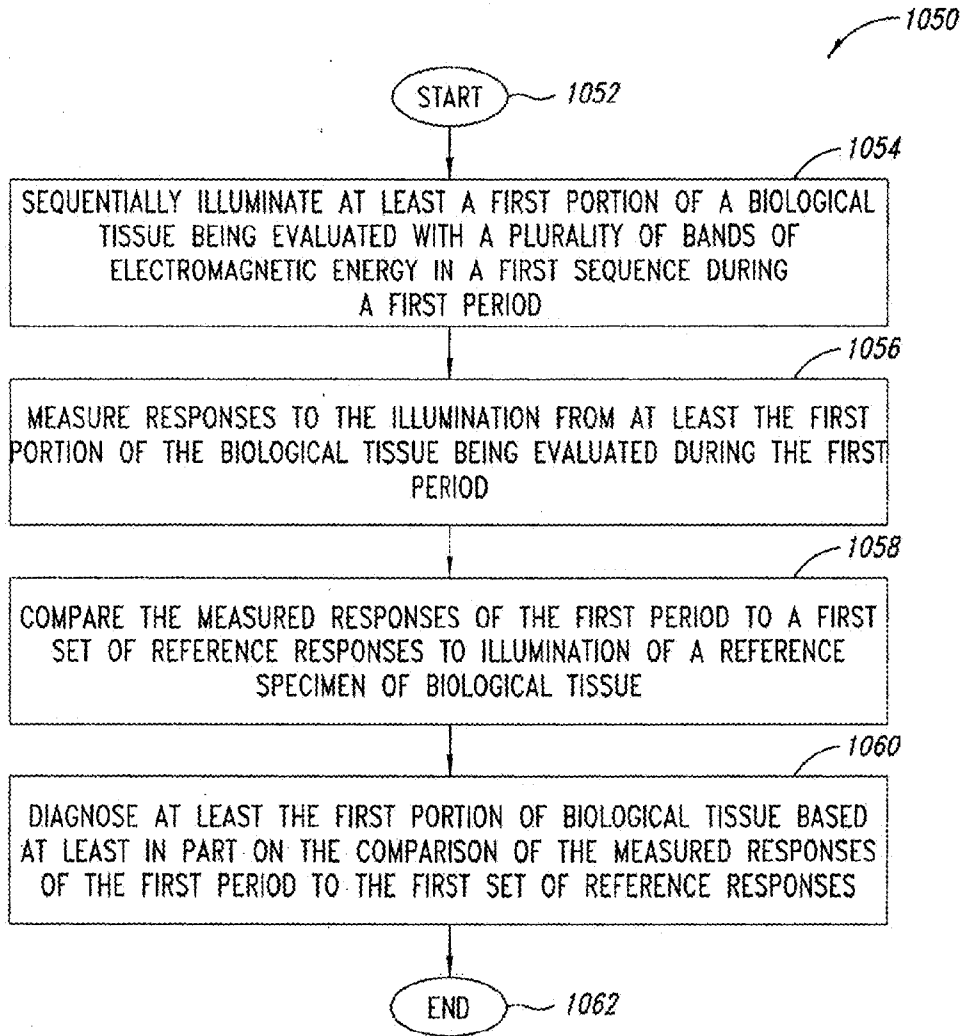 1050
START
1052
1054
SEQUENTIALLY ILLUMINATE AT LEAST A FIRST PORTION OF A BIOLOGICAL
TISSUE BEING EVALUATED WITH A PLURALITY OF BANDS OF
ELECTROMAGNETIC ENERGY IN A FIRST SEQUENCE DURING
A FIRST PERIOD
1056
MEASURE RESPONSES TO THE ILLUMINATION FROM AT LEAST THE FIRST
PORTION OF THE BIOLOGICAL TISSUE BEING EVALUATED DURING THE FIRST
PERIOD
1058
COMPARE THE MEASURED RESPONSES OF THE FIRST PERIOD TO A FIRST
SET OF REFERENCE RESPONSES TO ILLUMINATION OF A REFERENCE
SPECIMEN OF BIOLOGICAL TISSUE
1060
DIAGNOSE AT LEAST THE FIRST PORTION OF BIOLOGICAL TISSUE BASED
AT LEAST IN PART ON THE COMPARISON OF THE MEASURED RESPONSES
OF THE FIRST PERIOD TO THE FIRST SET OF REFERENCE RESPONSES
END
1062